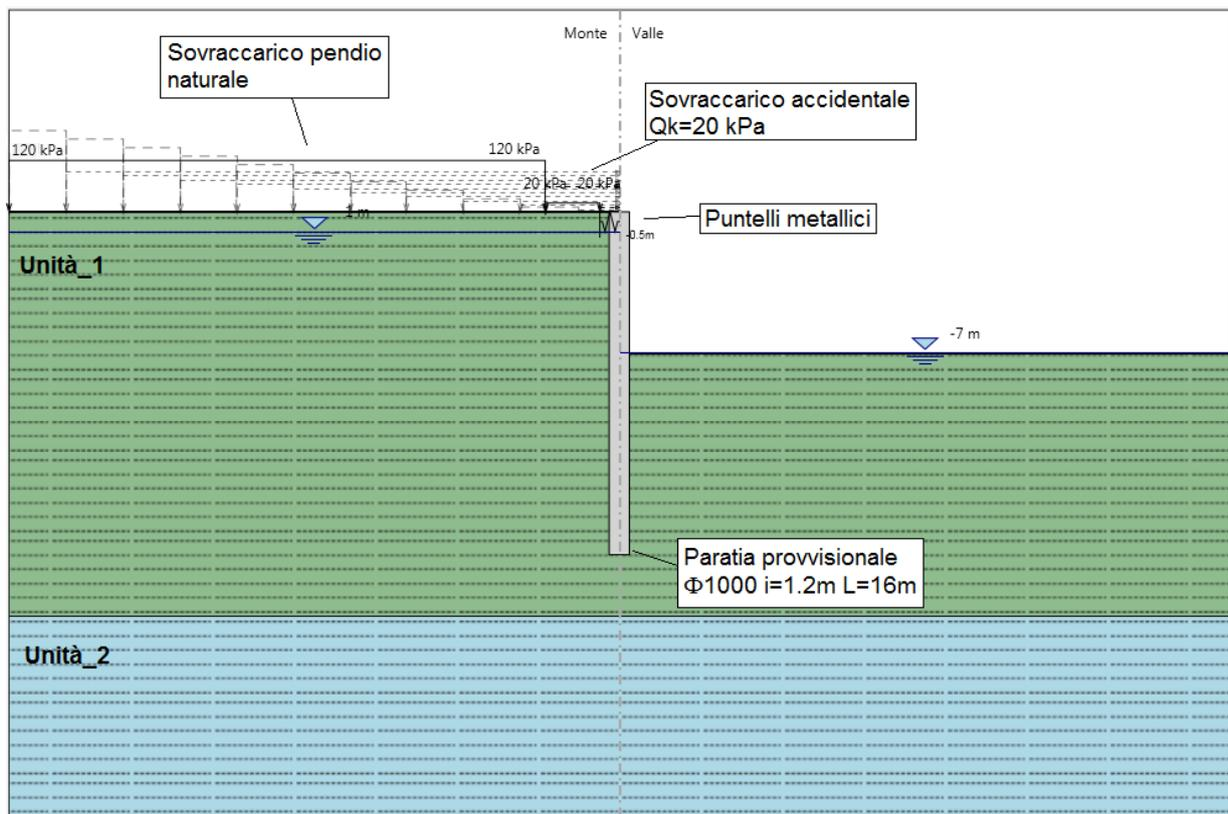 Monte Valle
Sovraccarico pendio
naturale
Sovraccarico accidentale
Qk=20 kPa
120 kPa
120 kPa
20 kPa 20 kPa
Puntelli metallici
-0.5m
Unità_1
-7 m
Paratia provvisionale
Φ1000 i=1.2m L=16m
Unità_2